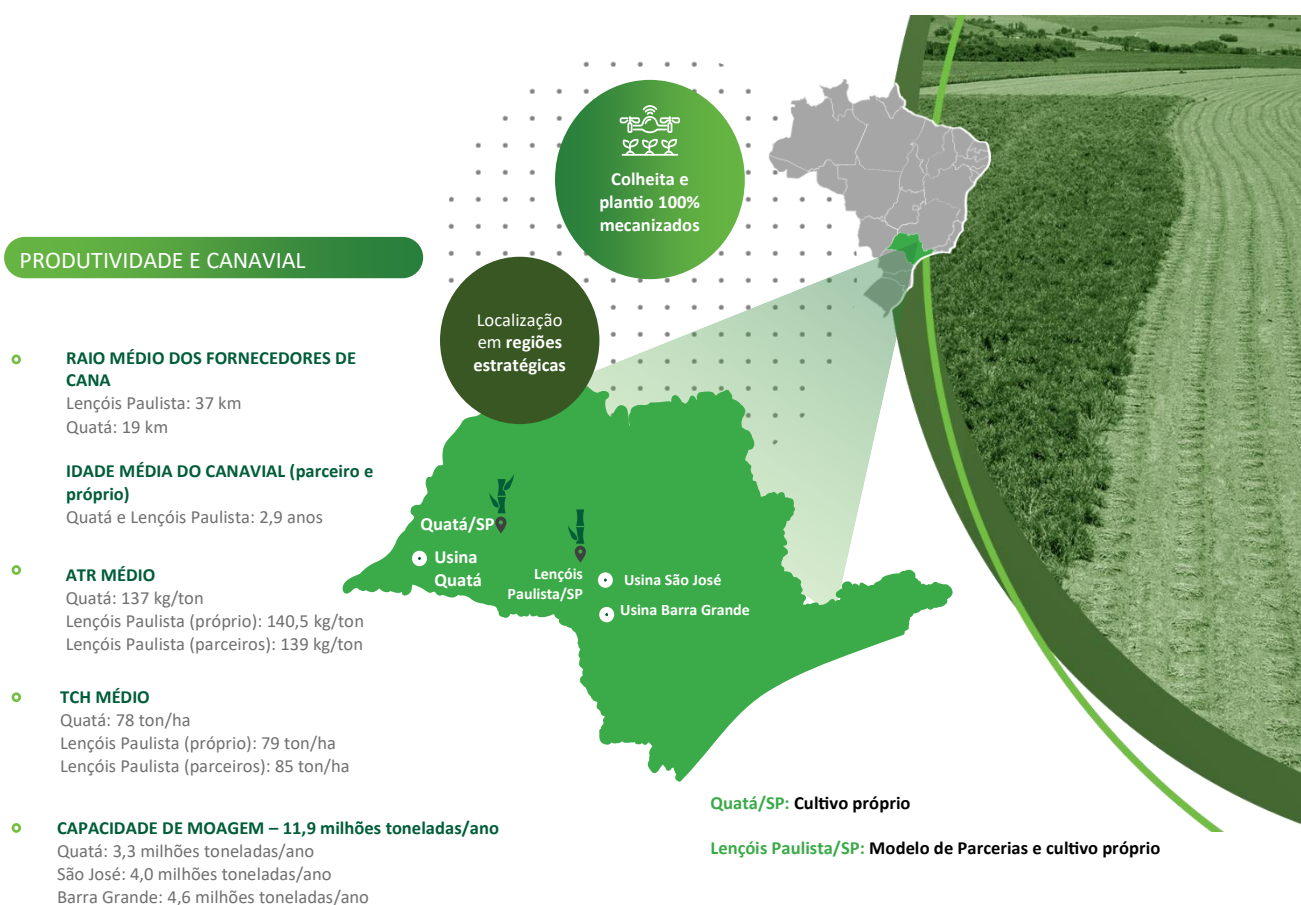 Colheita e
plantio 100%
mecanizados
PRODUTIVIDADE E CANAVIAL
Localização
em regiões
estratégicas
RAIO MÉDIO DOS FORNECEDORES DE
CANA
Lençóis Paulista: 37 km
Quatá: 19 km
IDADE MÉDIA DO CANAVIAL (parceiro e
próprio)
Quatá e Lençóis Paulista: 2,9 anos
ATR MÉDIO
Quatá: 137 kg/ton
Lençóis Paulista (próprio): 140,5 kg/ton
Lençóis Paulista (parceiros): 139 kg/ton
TCH MÉDIO
Quatá: 78 ton/ha
Lençóis Paulista (próprio): 79 ton/ha
Lençóis Paulista (parceiros): 85 ton/ha
CAPACIDADE DE MOAGEM – 11,9 milhões toneladas/ano
Quatá: 3,3 milhões toneladas/ano
São José: 4,0 milhões toneladas/ano
Barra Grande: 4,6 milhões toneladas/ano
Quatá/SP
Usina
Quatá
Lençóis
Paulista/SP
Usina São José
Usina Barra Grande
Quatá/SP: Cultivo próprio
Lençóis Paulista/SP: Modelo de Parcerias e cultivo próprio